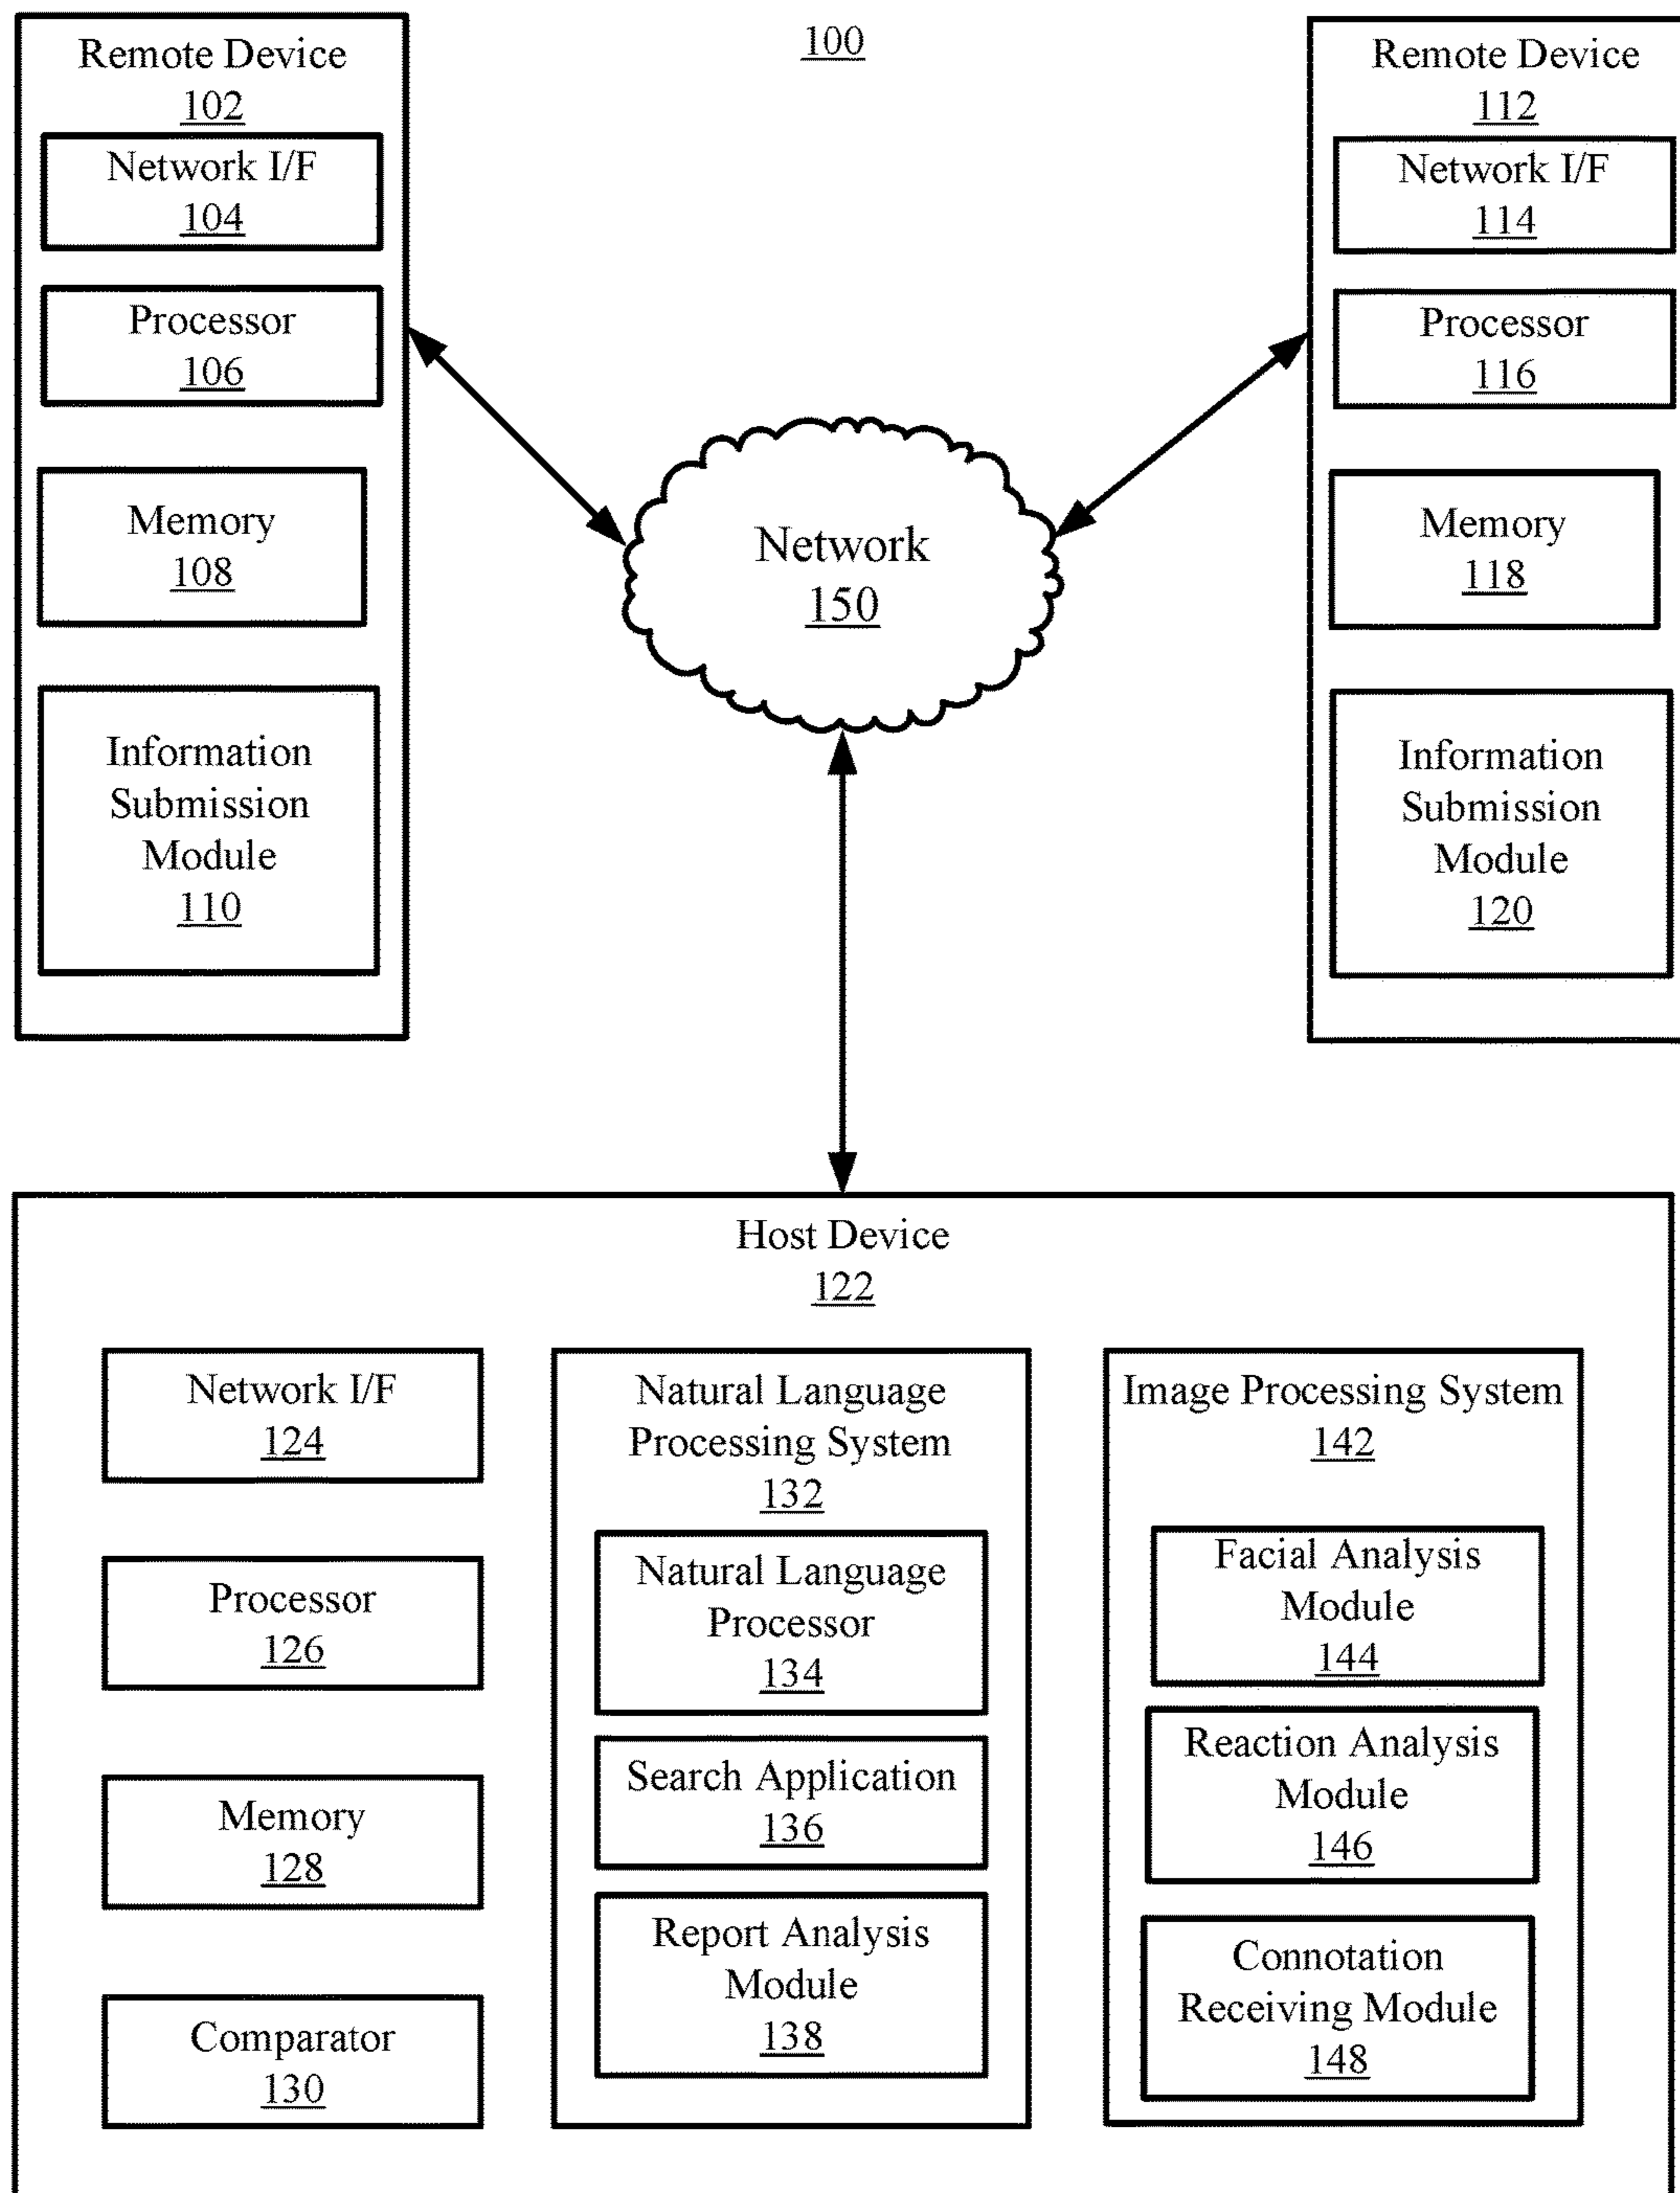 100
Remote Device
102
Network I/F
104
Processor
106
Memory
108
Information
Submission
Module
110
Remote Device
112
Network I/F
114
Processor
116
Memory
118
Information
Submission
Module
120
Network
150
Host Device
122
Network I/F
124
Processor
126
Memory
128
Comparator
130
Natural Language
Processing System
132
Natural Language
Processor
134
Search Application
136
Report Analysis
Module
138
Image Processing System
142
Facial Analysis
Module
144
Reaction Analysis
Module
146
Connotation
Receiving Module
148